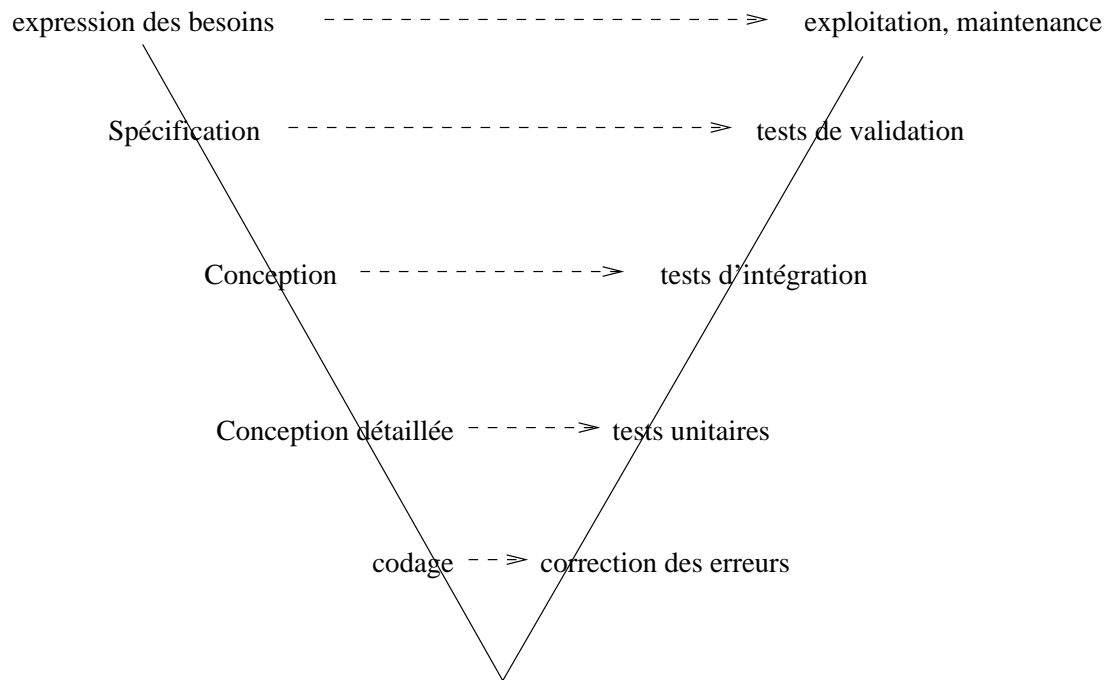 expression des besoins
exploitation, maintenance
Spécification
tests de validation
Conception
tests d'intégration
Conception détaillée
tests unitaires
codage
correction des erreurs